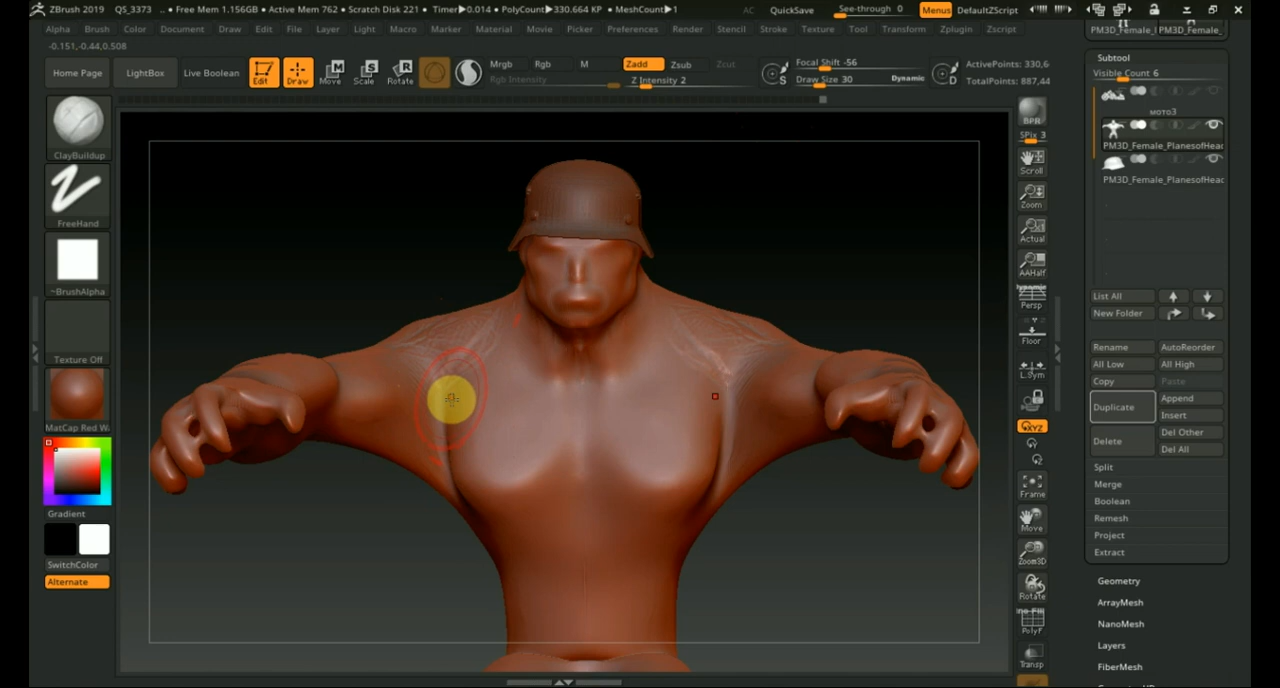 ZBrush 2019 QS_3373 .. • Free Mem 1.156GB • Active Mem 762 • Scratch Disk 221 • Timer▶0.014 • PolyCount▶330.664 KP • MeshCount▶1 AC QuickSave See-through 0 Menus DefaultZScript
Alpha Brush Color Document Draw Edit File Layer Light Macro Marker Material Movie Picker Preferences Render Stencil Stroke Texture Tool Transform Zplugin Zscript
-0.151,-0.44,0.508
Home Page
LightBox
Live Boolean
Edit
Draw
Move
Scale
Rotate
Mrgb Rgb M Zadd Zsub Zcut
Rgb Intensity Z Intensity 2
Focal Shift -56
Draw Size 30 Dynamic
S
D
ActivePoints: 330,6
TotalPoints: 887,44
ClayBuildup
FreeHand
~BrushAlpha
Texture Off
MatCap Red W
Gradient
SwitchColor
Alternate
BPR
SPix 3
Scroll
Zoom
Actual
AAHalf
Dynamic
Persp
Floor
L.Sym
XYZ
Frame
Move
Zoom3D
Rotate
PolyF
Transp
PM3D_Female_ PM3D_Female_
Subtool
Visible Count 6
мото3
PM3D_Female_PlanesofHead
PM3D_Female_PlanesofHead
List All
New Folder
Rename AutoReorder
All Low All High
Copy Paste
Duplicate Append
Insert
Delete Del Other
Del All
Split
Merge
Boolean
Remesh
Project
Extract
Geometry
ArrayMesh
NanoMesh
Layers
FiberMesh